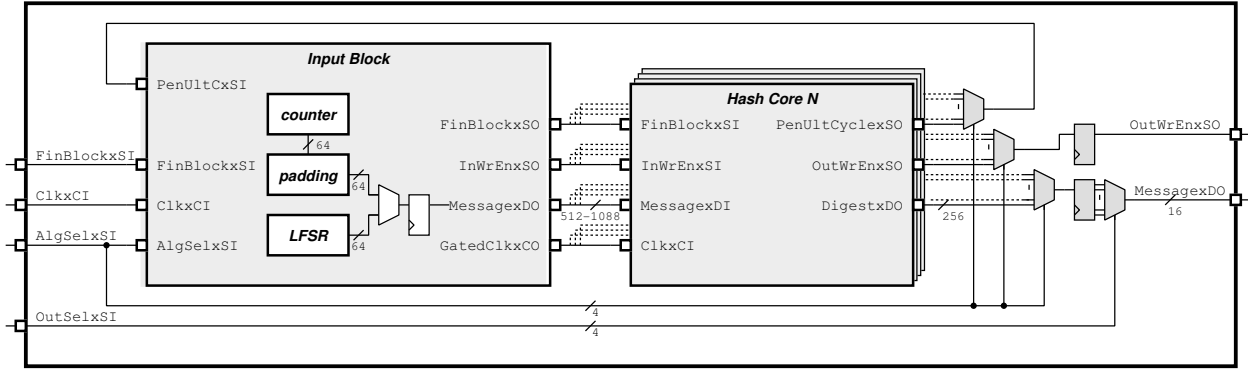 Input Block
Hash Core N
PenUltCxSI
counter
FinBlockxSO
FinBlockxSI
PenUltCyclexSO
OutWrEnxSO
64
FinBlockxSI
FinBlockxSI
padding
64
InWrEnxSO
InWrEnxSI
OutWrEnxSO
ClkxCI
ClkxCI
MessagexDO
512-1088
MessagexDI
DigestxDO
256
MessagexDO
16
AlgSelxSI
AlgSelxSI
LFSR
64
GatedClkxCO
ClkxCI
4
OutSelxSI
4